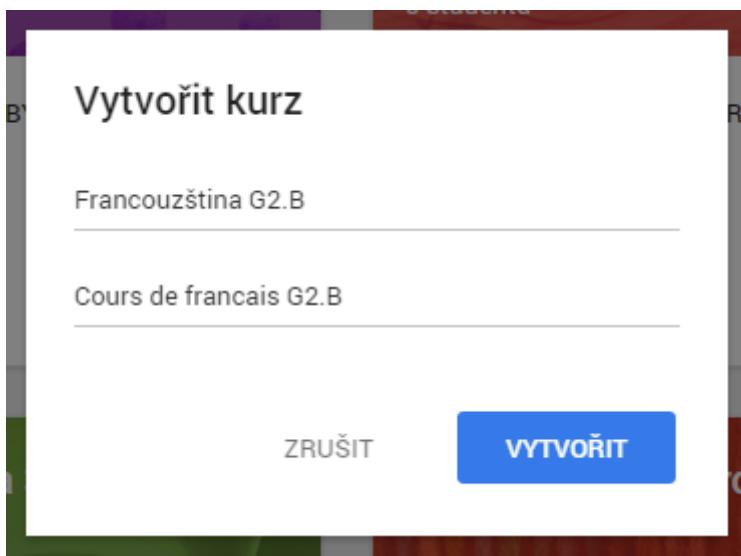 Vytvořit kurz
Francouzština G2.B
Cours de francais G2.B
ZRUŠIT
VYTVOŘIT